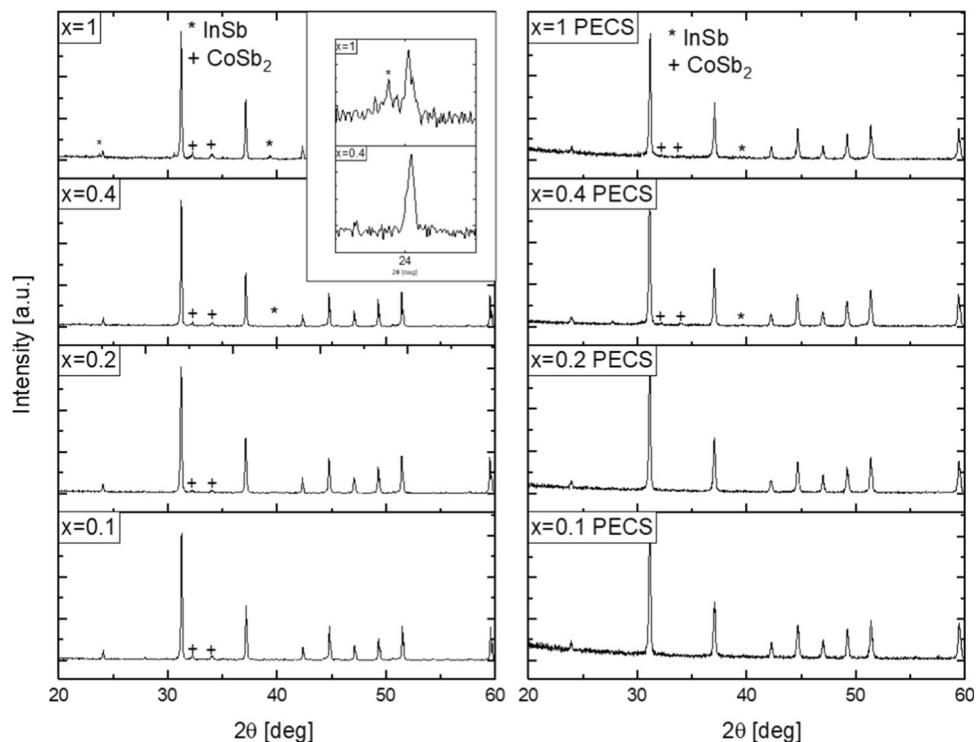 x=1
* InSb
+ CoSb₂
* + + *
x=1
*
x=0.4
24
2θ [deg]
x=0.4
+ + *
x=0.2
+ +
x=0.1
+ +
20 30 40 50 60
2θ [deg]
Intensity [a.u.]
x=1 PECS
* InSb
+ CoSb₂
+ + *
x=0.4 PECS
+ + *
x=0.2 PECS
x=0.1 PECS
20 30 40 50 60
2θ [deg]